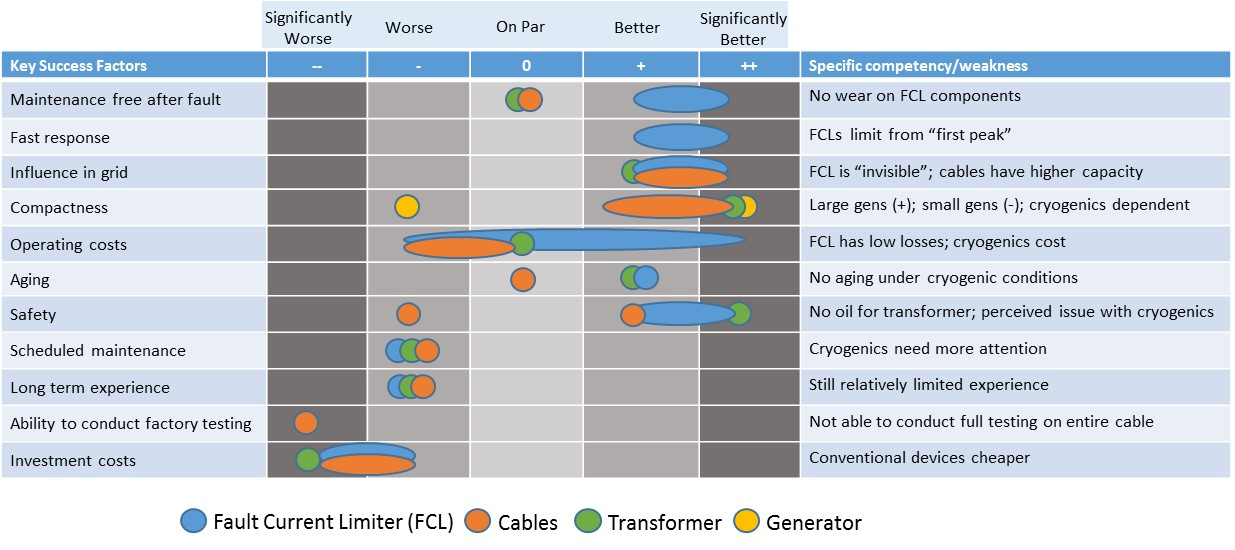 Significantly Worse Worse On Par Better Significantly Better
Key Success Factors -- - 0 + ++ Specific competency/weakness
Maintenance free after fault No wear on FCL components
Fast response FCLs limit from “first peak”
Influence in grid FCL is “invisible”; cables have higher capacity
Compactness Large gens (+); small gens (-); cryogenics dependent
Operating costs FCL has low losses; cryogenics cost
Aging No aging under cryogenic conditions
Safety No oil for transformer; perceived issue with cryogenics
Scheduled maintenance Cryogenics need more attention
Long term experience Still relatively limited experience
Ability to conduct factory testing Not able to conduct full testing on entire cable
Investment costs Conventional devices cheaper
Fault Current Limiter (FCL) Cables Transformer Generator